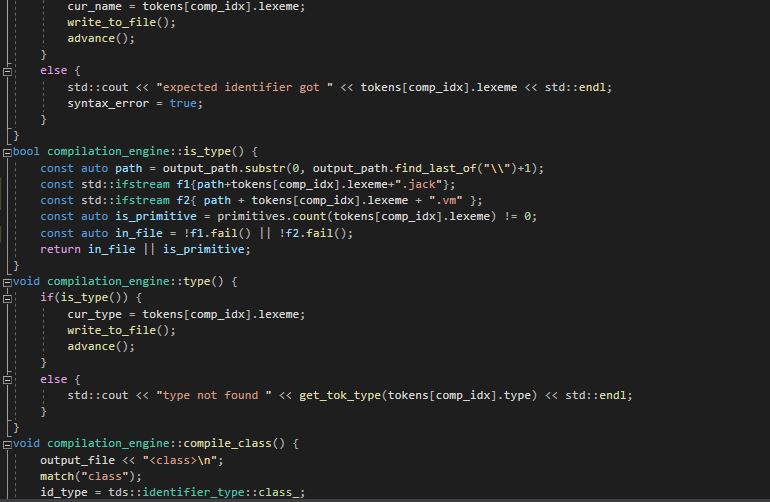 cur_name = tokens[comp_idx].lexeme;
write_to_file();
advance();
}
else {
std::cout << "expected identifier got " << tokens[comp_idx].lexeme << std::endl;
syntax_error = true;
}
}
bool compilation_engine::is_type() {
const auto path = output_path.substr(0, output_path.find_last_of("\\")+1);
const std::ifstream f1{path+tokens[comp_idx].lexeme+".jack"};
const std::ifstream f2{ path + tokens[comp_idx].lexeme + ".vm" };
const auto is_primitive = primitives.count(tokens[comp_idx].lexeme) != 0;
const auto in_file = !f1.fail() || !f2.fail();
return in_file || is_primitive;
}
void compilation_engine::type() {
if(is_type()) {
cur_type = tokens[comp_idx].lexeme;
write_to_file();
advance();
}
else {
std::cout << "type not found " << get_tok_type(tokens[comp_idx].type) << std::endl;
}
}
void compilation_engine::compile_class() {
output_file << "<class>\n";
match("class");
id_type = tds::identifier_type::class_;